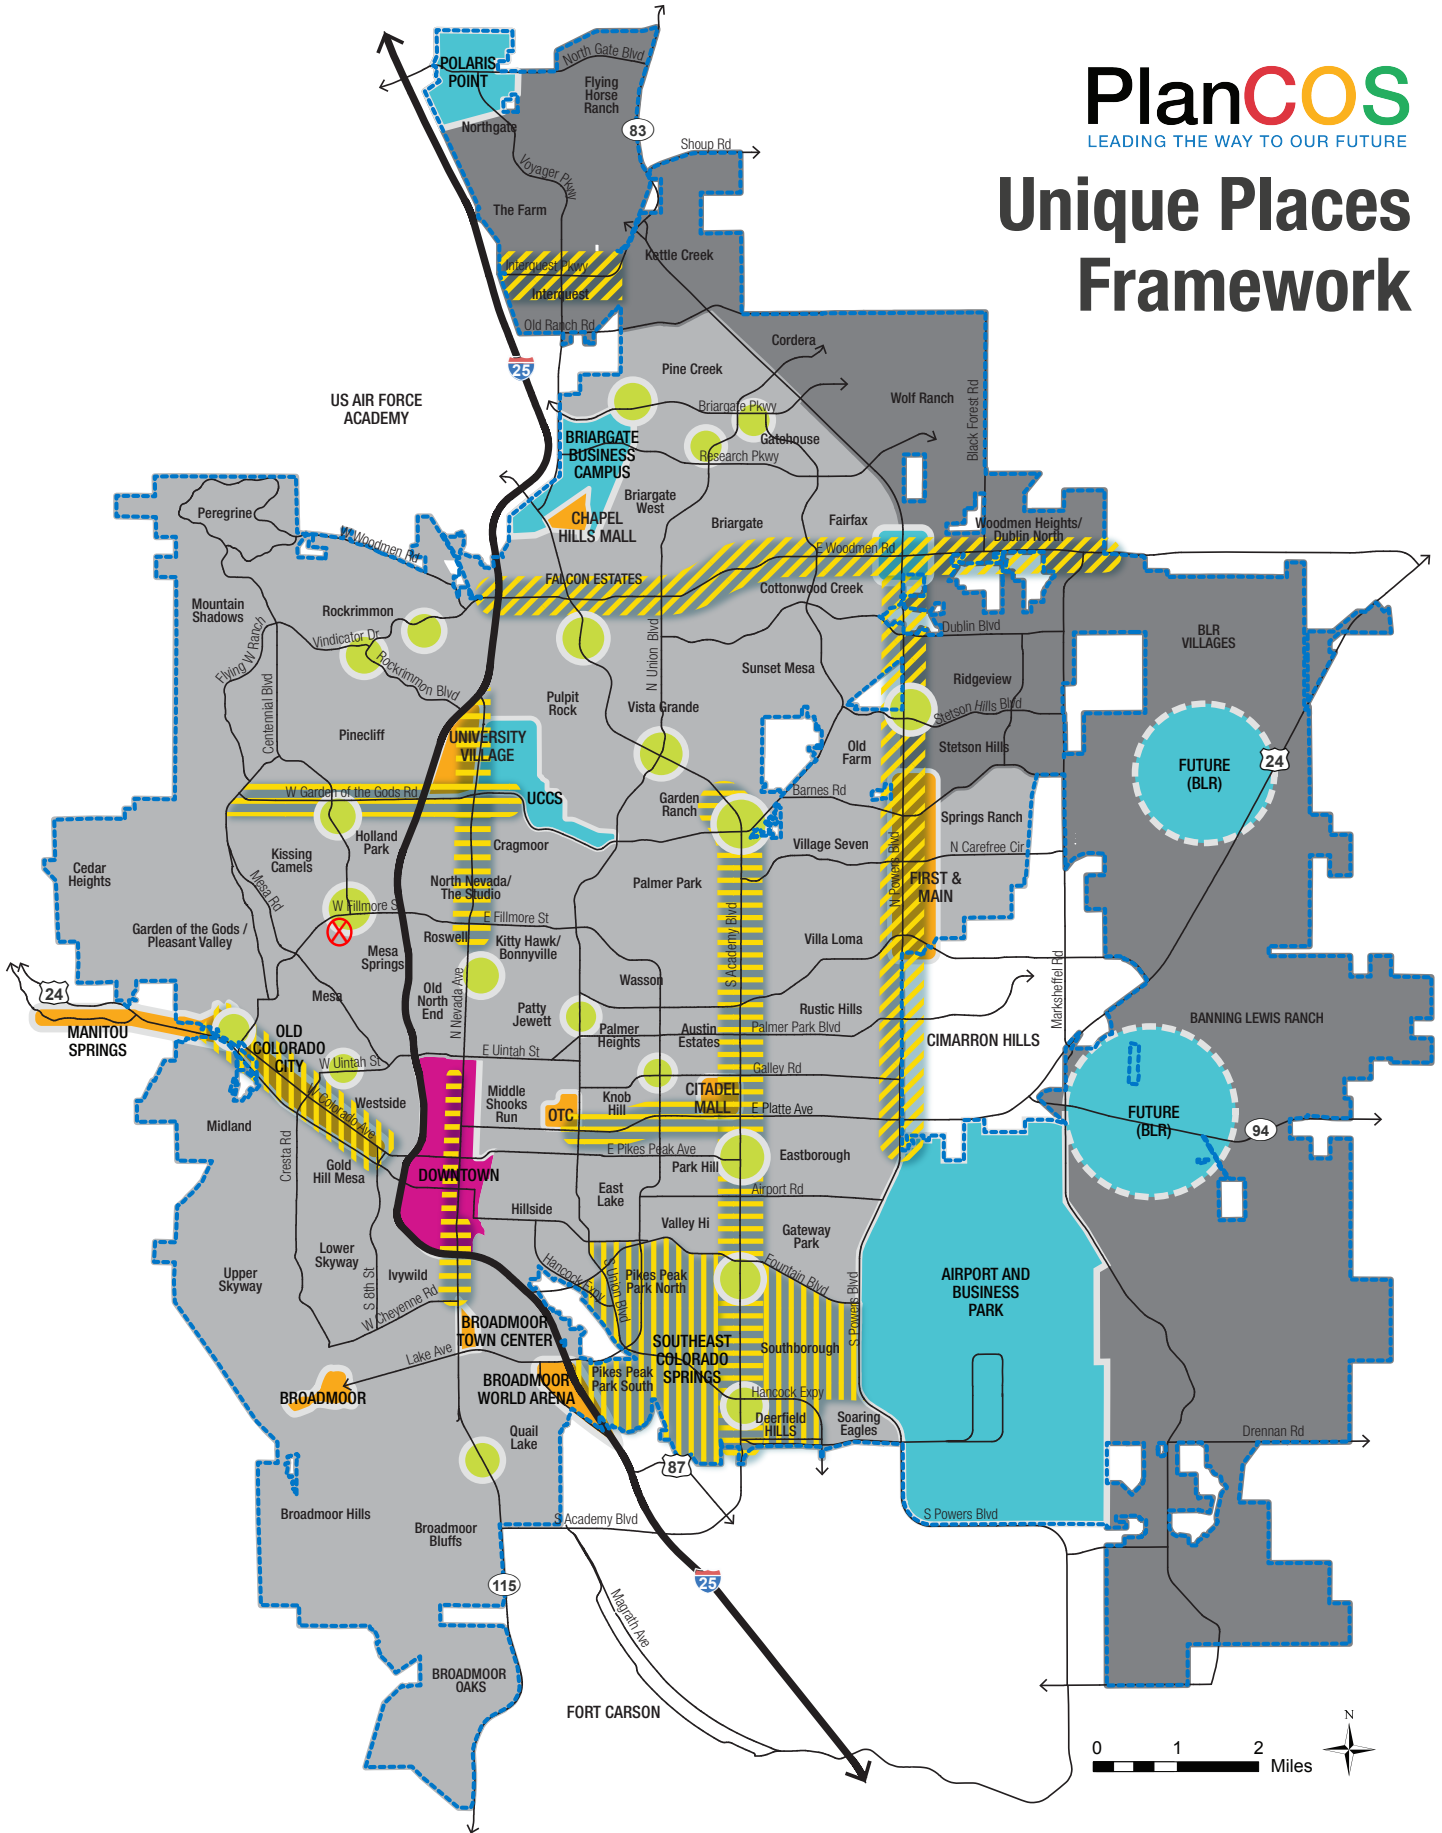 PlanCOS
LEADING THE WAY TO OUR FUTURE
Unique Places
Framework
POLARIS
POINT
North Gate Blvd
Flying
Horse
Ranch
Northgate
83
Shoup Rd
Voyager Pkwy
The Farm
Kettle Creek
Interquest Pkwy
Interquest
Old Ranch Rd
25
Cordera
Pine Creek
US AIR FORCE
ACADEMY
Wolf Ranch
Black Forest Rd
Briargate Pkwy
Gatehouse
BRIARGATE
BUSINESS
CAMPUS
Research Pkwy
Briargate
West
CHAPEL
HILLS MALL
Briargate
Fairfax
Woodmen Heights/
Dublin North
Peregrine
W Woodmen Rd
E Woodmen Rd
FALCON ESTATES
Cottonwood Creek
Mountain
Shadows
Rockrimmon
Vindicator Dr
Rockrimmon Blvd
Flying W Ranch
Centennial Blvd
N Union Blvd
Dublin Blvd
BLR
VILLAGES
Sunset Mesa
Ridgeview
Pulpit
Rock
Vista Grande
Stetson Hills Blvd
Stetson Hills
Pinecliff
UNIVERSITY
VILLAGE
Old
Farm
24
FUTURE
(BLR)
W Garden of the Gods Rd
UCCS
Garden
Ranch
Barnes Rd
Springs Ranch
Holland
Park
Cragmoor
Village Seven
N Carefree Cir
Kissing
Camels
Cedar
Heights
Mesa Rd
North Nevada/
The Studio
Palmer Park
N Powers Blvd
FIRST &
MAIN
W Fillmore S
E Fillmore St
Garden of the Gods /
Pleasant Valley
Roswell
Kitty Hawk/
Bonnyville
Villa Loma
Mesa
Springs
S Academy Blvd
Wasson
Marksheffel Rd
24
Mesa
Old
North
End
N Nevada Ave
Patty
Jewett
Rustic Hills
BANNING LEWIS RANCH
MANITOU
SPRINGS
OLD
COLORADO
CITY
Palmer
Heights
Austin
Estates
Palmer Park Blvd
CIMARRON HILLS
W Uintah St
E Uintah St
Galley Rd
W Colorado Ave
Westside
Middle
Shooks
Run
OTC
Knob
Hill
CITADEL
MALL
E Platte Ave
FUTURE
(BLR)
94
Midland
Cresta Rd
E Pikes Peak Ave
Park Hill
Eastborough
Gold
Hill Mesa
DOWNTOWN
East
Lake
Airport Rd
Hillside
Valley Hi
Gateway
Park
Lower
Skyway
Upper
Skyway
S 8th St
Ivywild
Hancock Expy
S Union Blvd
Pikes Peak
Park North
Fountain Blvd
S Powers Blvd
AIRPORT AND
BUSINESS
PARK
W Cheyenne Rd
BROADMOOR
TOWN CENTER
Lake Ave
SOUTHEAST
COLORADO
SPRINGS
Southborough
BROADMOOR
BROADMOOR
WORLD ARENA
Pikes Peak
Park South
Hancock Expy
Deerfield
HILLS
Soaring
Eagles
Quail
Lake
Drennan Rd
87
Broadmoor Hills
Broadmoor
Bluffs
S Academy Blvd
S Powers Blvd
115
25
Magrath Ave
BROADMOOR
OAKS
FORT CARSON
N
0 1 2
Miles